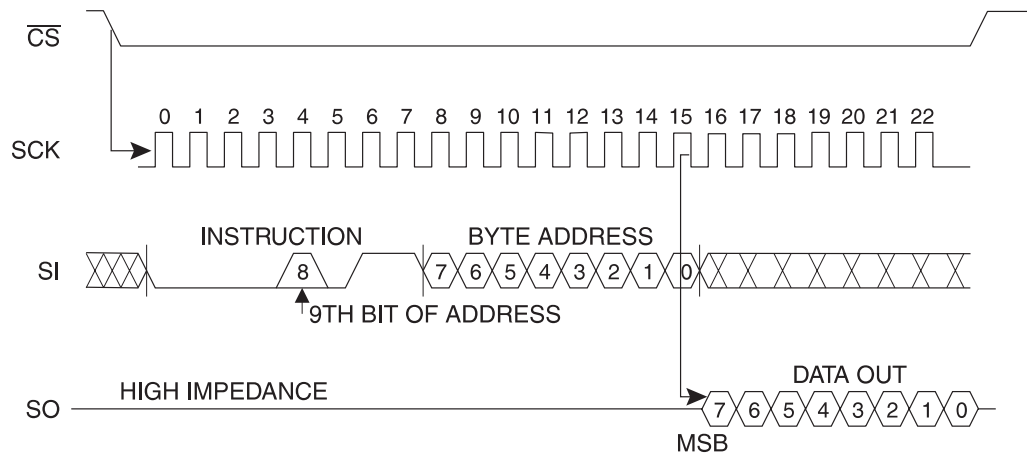 CS
0 1 2 3 4 5 6 7 8 9 10 11 12 13 14 15 16 17 18 19 20 21 22
SCK
INSTRUCTION BYTE ADDRESS
SI 8 7 6 5 4 3 2 1 0
9TH BIT OF ADDRESS
HIGH IMPEDANCE DATA OUT
SO 7 6 5 4 3 2 1 0
MSB